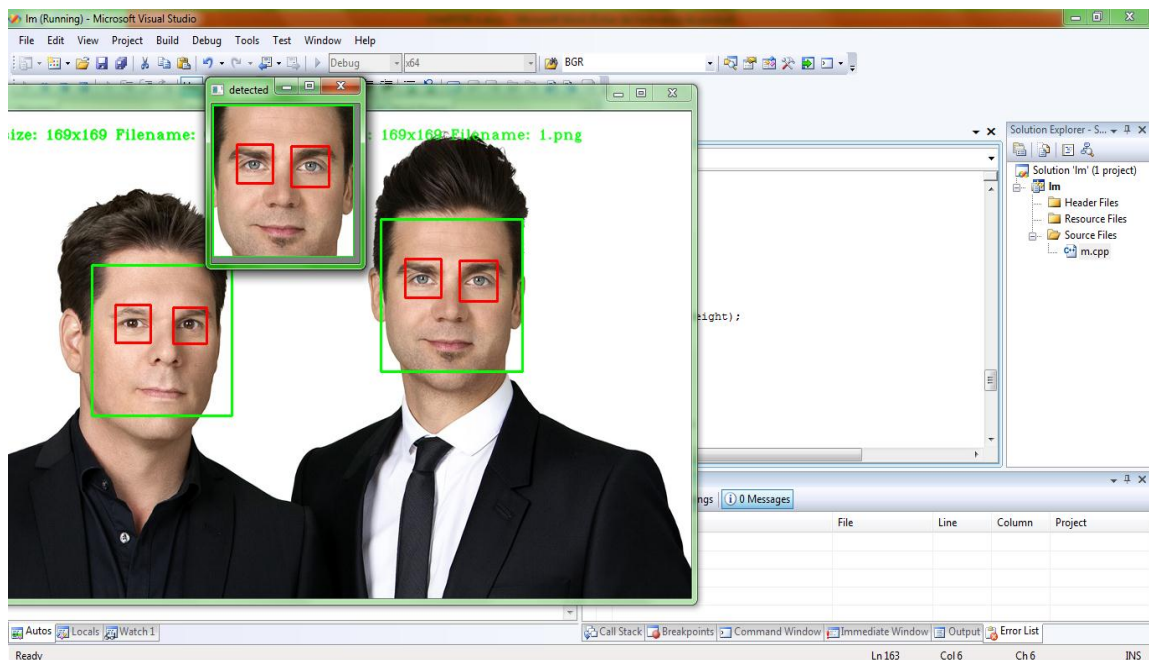 Im (Running) - Microsoft Visual Studio
File Edit View Project Build Debug Tools Test Window Help
Debug x64 BGR
detected
size: 169x169 Filename: 169x169 Filename: 1.png
Solution Explorer - S...
Solution 'Im' (1 project)
Im
Header Files
Resource Files
Source Files
m.cpp
eight);
ngs 0 Messages
File Line Column Project
Autos Locals Watch 1 Call Stack Breakpoints Command Window Immediate Window Output Error List
Ready Ln 163 Col 6 Ch 6 INS